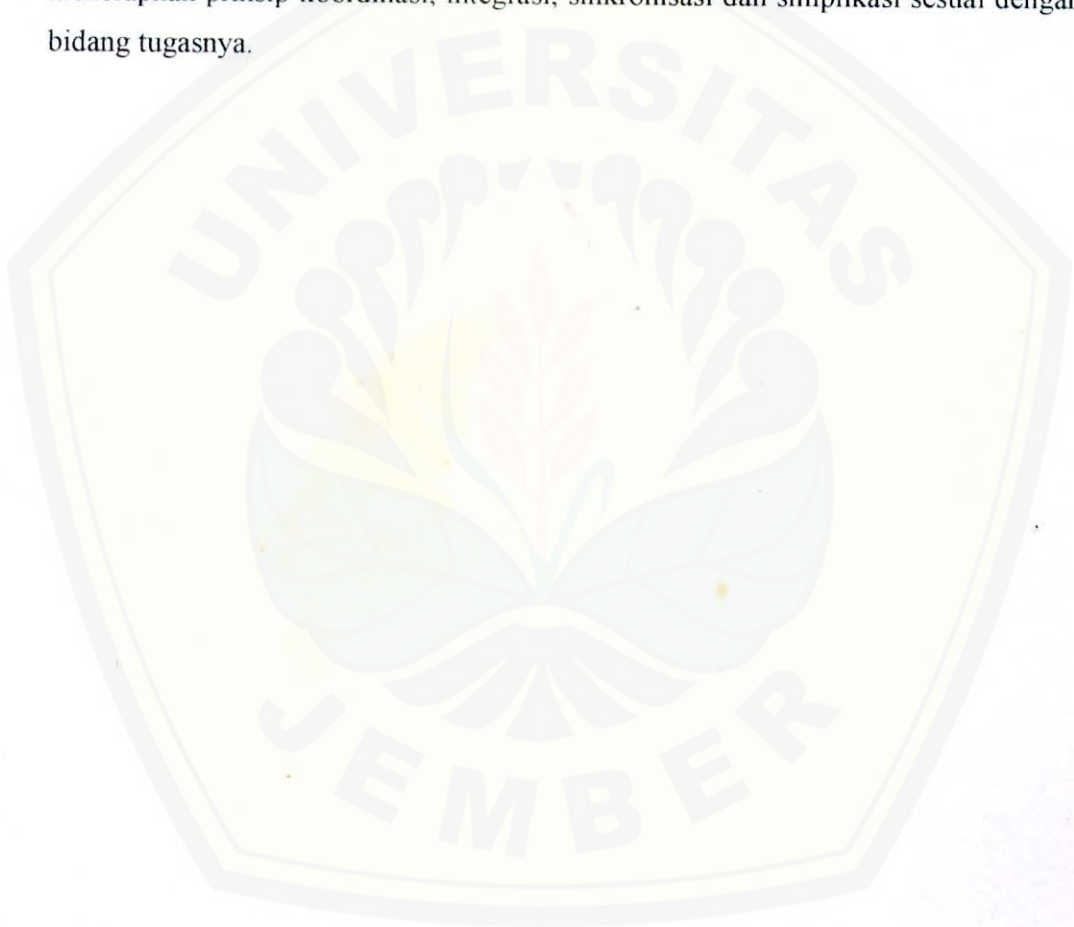 menerapkan prinsip koordinasi, integrasi, sinkronisasi dan simplikasi sesuai dengan
bidang tugasnya.
UNIVERSITAS
JEMBER